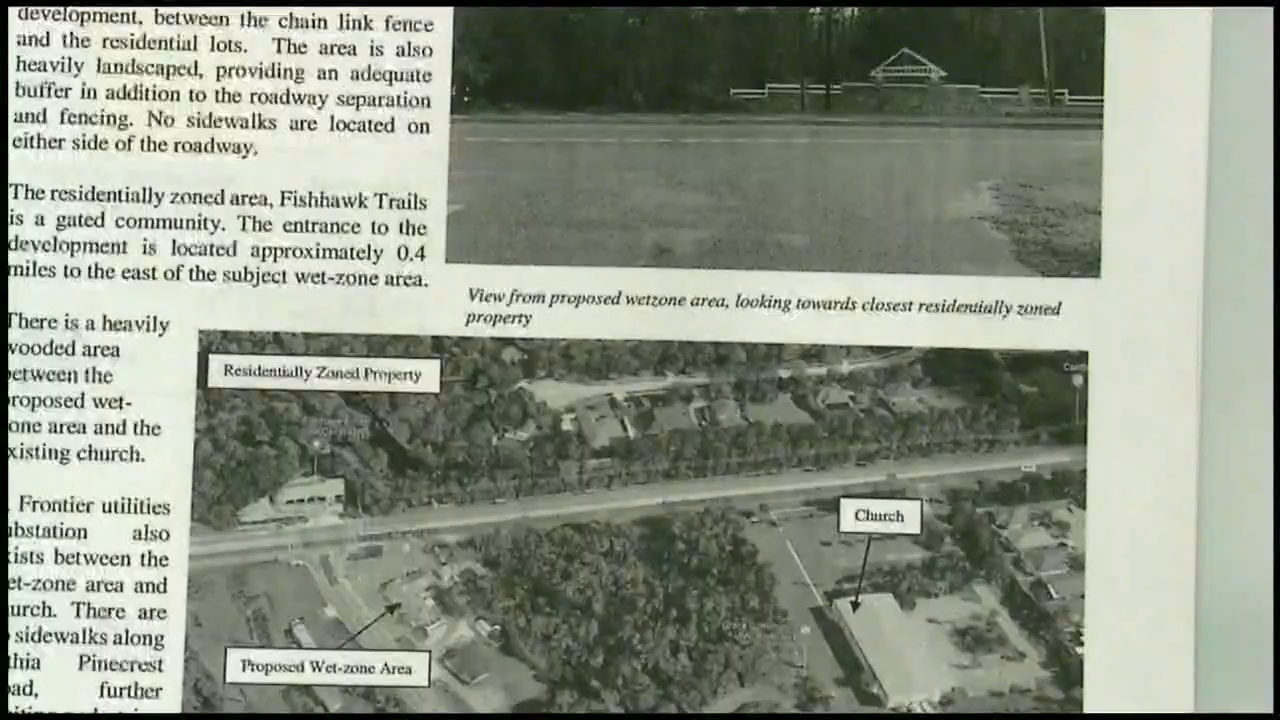 development, between the chain link fence
and the residential lots. The area is also
heavily landscaped, providing an adequate
buffer in addition to the roadway separation
and fencing. No sidewalks are located on
either side of the roadway,
The residentially zoned area, Fishhawk Trails
is a gated community. The entrance to the
development is located approximately 0.4
miles to the east of the subject wet-zone area.
There is a heavily
wooded area
between the
roposed wet-
one area and the
xisting church.
. Frontier utilities
ubstation also
xists between the
et-zone area and
urch. There are
sidewalks along
thia Pinecrest
oad, further
View from proposed wetzone area, looking towards closest residentially zoned
property
Residentially Zoned Property
Church
Proposed Wet-zone Area